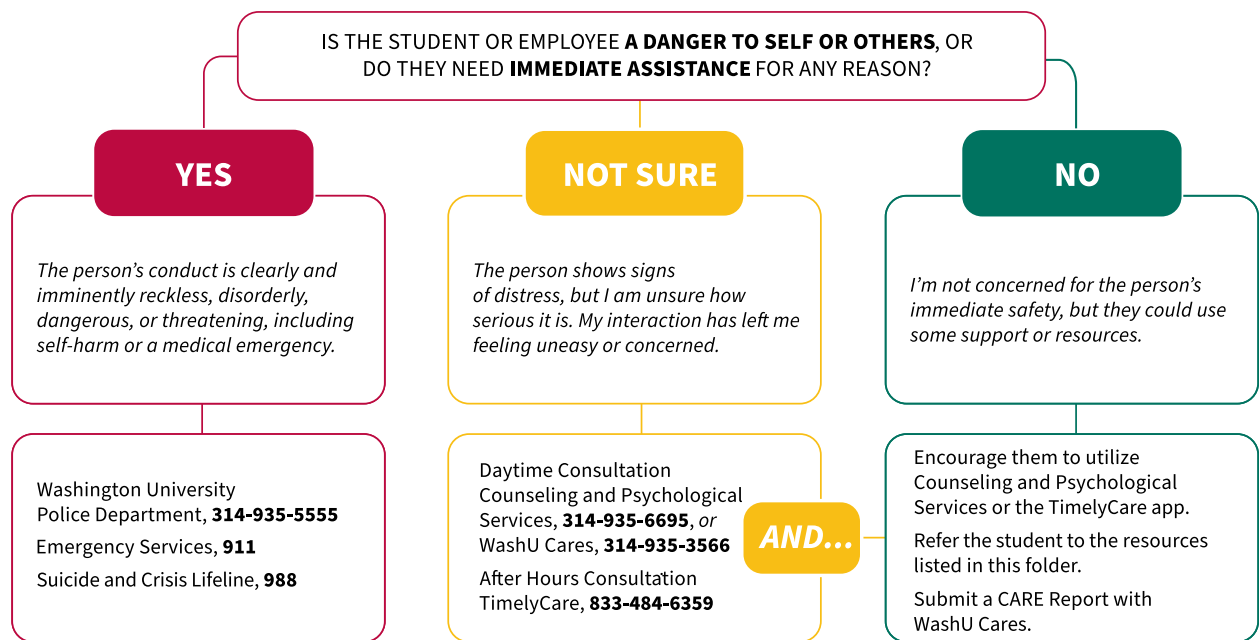 IS THE STUDENT OR EMPLOYEE A DANGER TO SELF OR OTHERS, OR
DO THEY NEED IMMEDIATE ASSISTANCE FOR ANY REASON?
YES
The person’s conduct is clearly and
imminently reckless, disorderly,
dangerous, or threatening, including
self-harm or a medical emergency.
Washington University
Police Department, 314-935-5555
Emergency Services, 911
Suicide and Crisis Lifeline, 988
NOT SURE
The person shows signs
of distress, but I am unsure how
serious it is. My interaction has left me
feeling uneasy or concerned.
Daytime Consultation
Counseling and Psychological
Services, 314-935-6695, or
WashU Cares, 314-935-3566
After Hours Consultation
TimelyCare, 833-484-6359
AND...
NO
I’m not concerned for the person’s
immediate safety, but they could use
some support or resources.
Encourage them to utilize
Counseling and Psychological
Services or the TimelyCare app.
Refer the student to the resources
listed in this folder.
Submit a CARE Report with
WashU Cares.